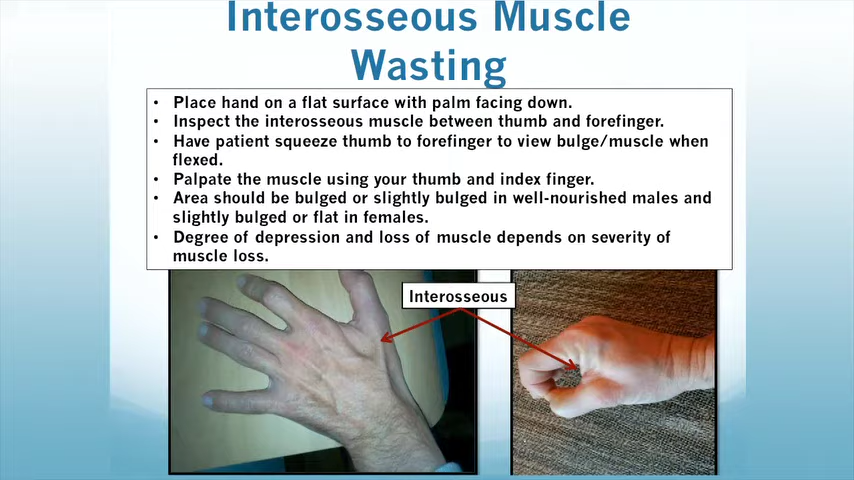 Interosseous Muscle
Wasting
• Place hand on a flat surface with palm facing down.
• Inspect the interosseous muscle between thumb and forefinger.
• Have patient squeeze thumb to forefinger to view bulge/muscle when
flexed.
• Palpate the muscle using your thumb and index finger.
• Area should be bulged or slightly bulged in well-nourished males and
slightly bulged or flat in females.
• Degree of depression and loss of muscle depends on severity of
muscle loss.
Interosseous